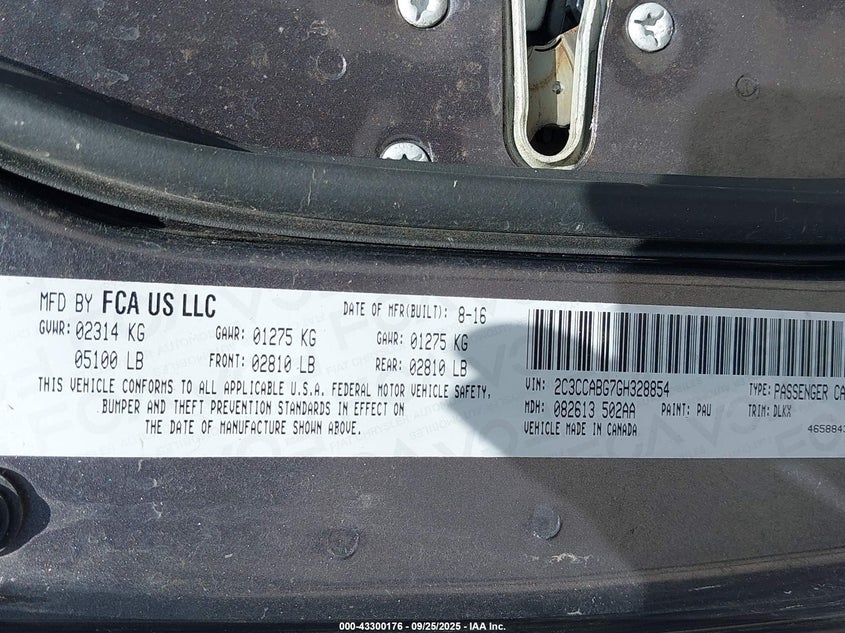 MFD BY FCA US LLC DATE OF MFR(BUILT): 8-16
GVWR: 02314 KG GAWR: 01275 KG GAWR: 01275 KG
05100 LB FRONT: 02810 LB REAR: 02810 LB
THIS VEHICLE CONFORMS TO ALL APPLICABLE U.S.A. FEDERAL MOTOR VEHICLE SAFETY,
BUMPER AND THEFT PREVENTION STANDARDS IN EFFECT ON
THE DATE OF MANUFACTURE SHOWN ABOVE.
VIN: 2C3CCABG7GH328854 TYPE: PASSENGER CA
MDH: 082613 502AA PAINT: PAU TRIM: DLKX
VEHICLE MADE IN CANADA 465884
000-43300176 - 09/25/2025 - IAA Inc.